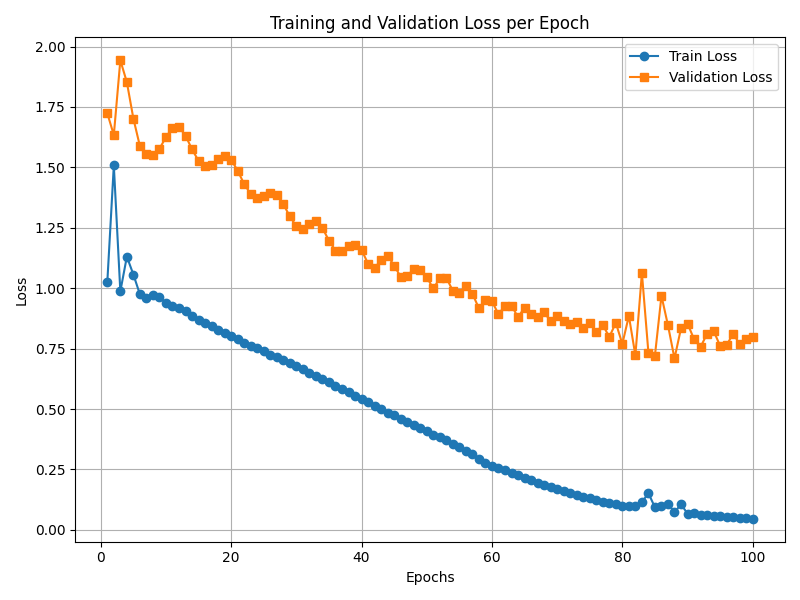 Training and Validation Loss per Epoch
Train Loss
Validation Loss
2.00
1.75
1.50
1.25
1.00
0.75
0.50
0.25
0.00
Loss
0 20 40 60 80 100
Epochs